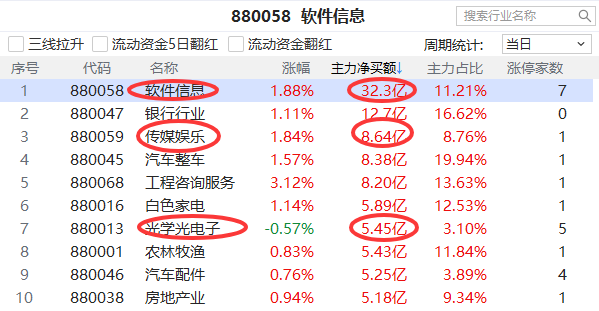 880058 软件信息 搜索行业名称
三线拉升 流动资金5日翻红 流动资金翻红 周期统计: 当日
序号 代码 名称 涨幅 主力净买额↓ 主力占比 涨停家数
1 880058 软件信息 1.88% 32.3亿 11.21% 7
2 880047 银行行业 1.11% 12.7亿 16.62% 0
3 880059 传媒娱乐 1.84% 8.64亿 8.76% 1
4 880045 汽车整车 1.57% 8.38亿 19.94% 1
5 880068 工程咨询服务 3.12% 8.20亿 13.63% 1
6 880016 白色家电 1.14% 5.89亿 12.53% 1
7 880013 光学光电子 -0.57% 5.45亿 3.10% 5
8 880001 农林牧渔 0.83% 5.43亿 11.84% 1
9 880046 汽车配件 0.76% 5.25亿 3.89% 4
10 880038 房地产业 0.94% 5.18亿 9.34% 1